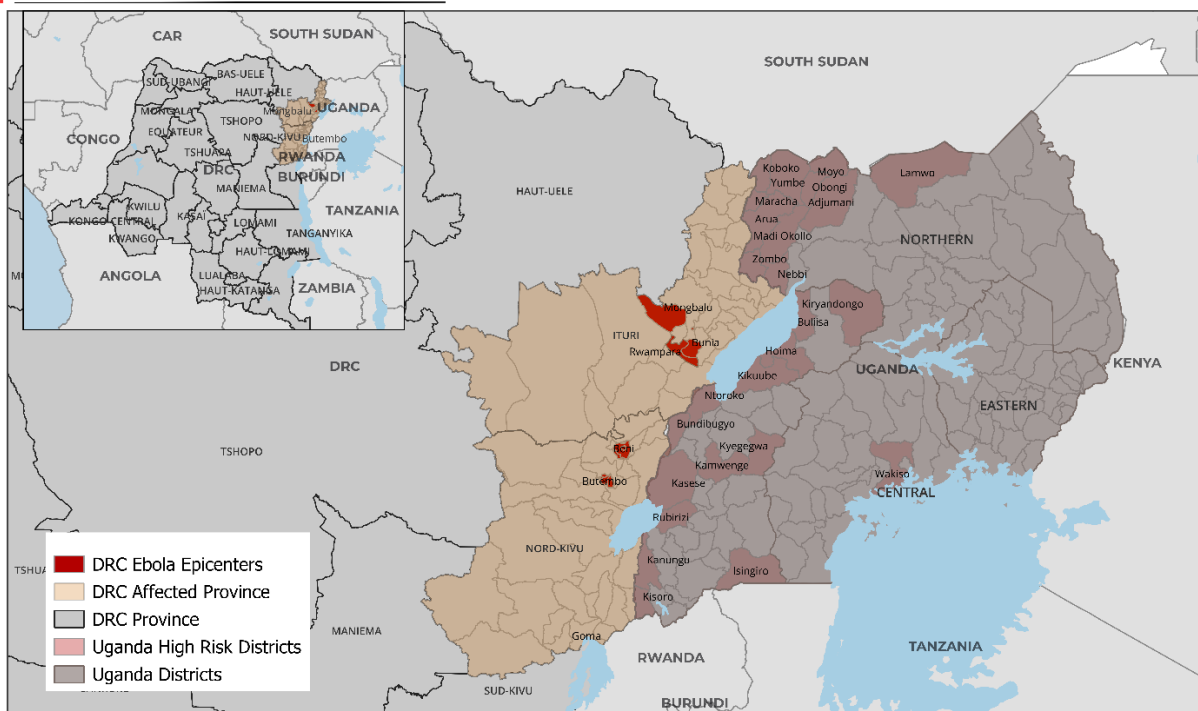 CAR
SOUTH SUDAN
BAS-UELE
SUD-UBANG
HAUT-UELE
MONGALA
Mongbalu
UGANDA
TSHOPO
EQUATEUR
CONGO
NORD-KIVU
Butembo
TSHUAPA
RWANDA
DRC
BURUNDI
MANIEMA
KWILU
KASAÏ
TANZANIA
KONGO-CENTRAL
LOMAMI
KWANGO
TANGANYIKA
HAUT-LOMAMI
ANGOLA
LUALABA
ZAMBIA
HAUT-KATANGA
SOUTH SUDAN
HAUT-UELE
Koboko
Moyo
Yumbe
Obongi
Lamwo
Maracha
Adjumani
Arua
Madi Okollo
NORTHERN
Zombo
Nebbi
Mongbalu
Kiryandongo
Buliisa
ITURI
Bunia
Rwampara
Hoima
DRC
Kikuube
UGANDA
KENYA
Ntoroko
EASTERN
Bundibugyo
Kyegegwa
Beni
TSHOPO
Kamwenge
Wakiso
Butembo
Kasese
CENTRAL
Rubirizi
NORD-KIVU
Kanungu
Isingiro
Kisoro
MANIEMA
Goma
TANZANIA
RWANDA
SUD-KIVU
BURUNDI
DRC Ebola Epicenters
DRC Affected Province
DRC Province
Uganda High Risk Districts
Uganda Districts